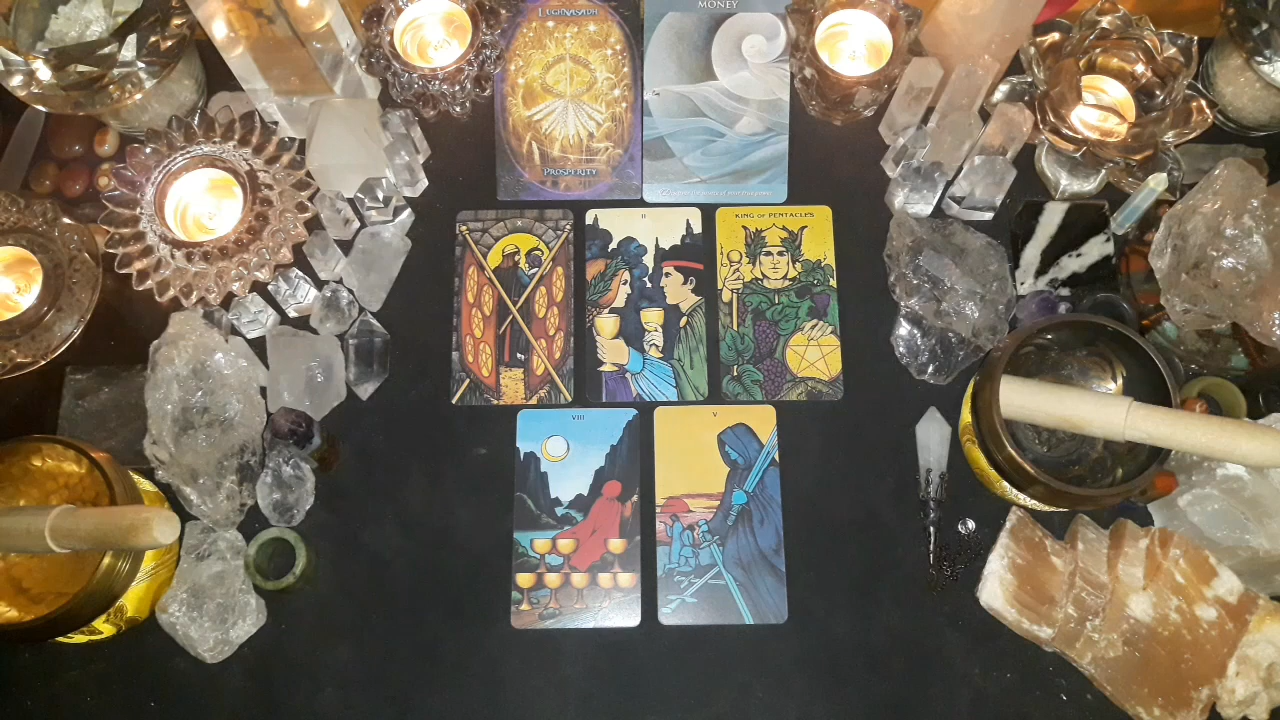 LUGHNASADH
MONEY
PROSPERITY
II
KING OF PENTACLES
VIII
V